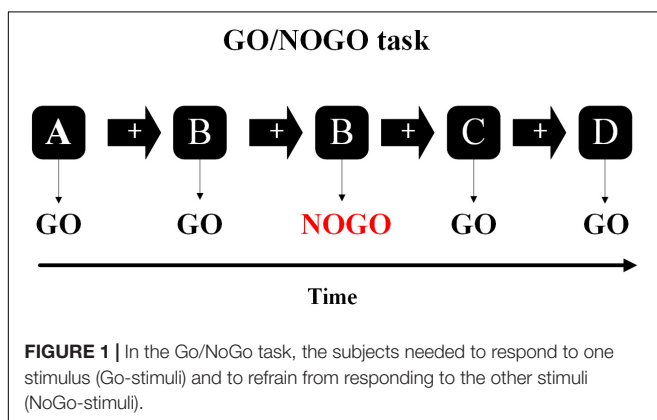 GO/NOGO task
A + B + B + C + D
GO GO NOGO GO GO
Time
FIGURE 1 | In the Go/NoGo task, the subjects needed to respond to one
stimulus (Go-stimuli) and to refrain from responding to the other stimuli
(NoGo-stimuli).